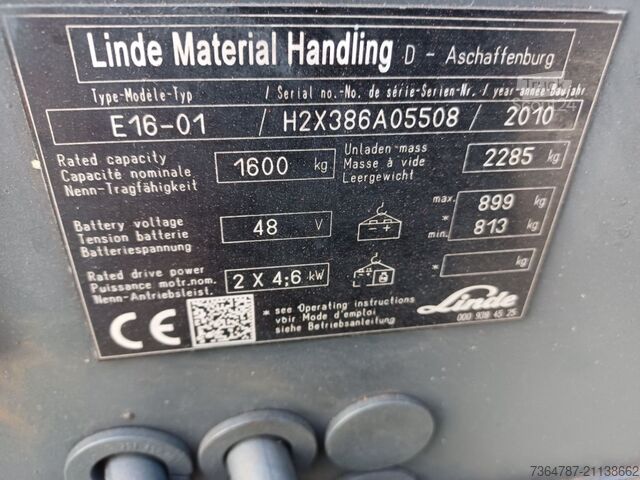 Linde Material Handling D - Aschaffenburg
Type-Modèle-Typ / Serial no.-No. de série-Serien-Nr. / year-année-Baujahr
E16-01 / H2X386A05508 / 2010
Rated capacity
Capacité nominale
Nenn-Tragfähigkeit
1600 kg
Unladen mass
Masse à vide
Leergewicht
2285 kg
Battery voltage
Tension batterie
Batteriespannung
48 V
max. 899 kg
*
min. 813 kg
Rated drive power
Puissance motr.nom.
Nenn-Antriebsleist.
2 X 4;6 kW
* kg
CE
* see Operating instructions
voir Mode d'emploi
siehe Betriebsanleitung
Linde
000 938 45 25
7364787-21138662